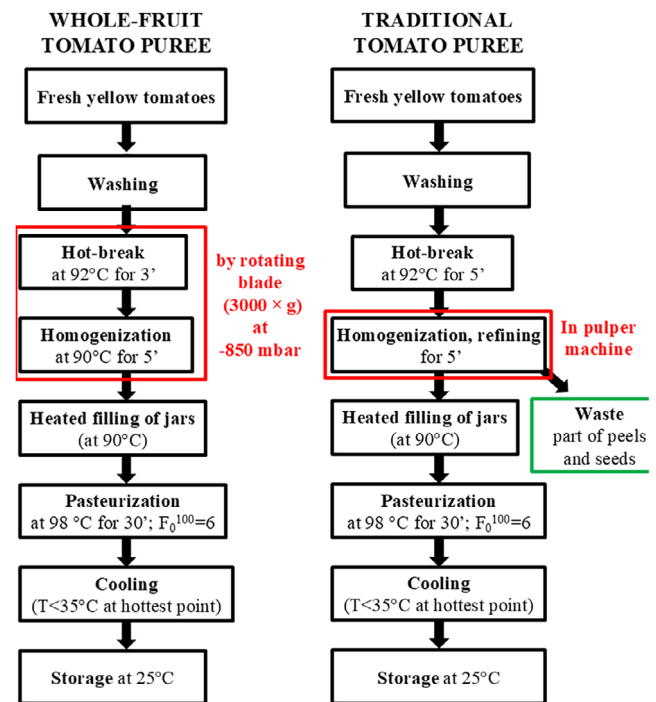 WHOLE-FRUIT
TOMATO PUREE
Fresh yellow tomatoes
Washing
Hot-break
at 92°C for 3’
Homogenization
at 90°C for 5’
by rotating
blade
(3000 × g)
at
-850 mbar
Heated filling of jars
(at 90°C)
Pasteurization
at 98 °C for 30’; F₀¹⁰⁰=6
Cooling
(T<35°C at hottest point)
Storage at 25°C
TRADITIONAL
TOMATO PUREE
Fresh yellow tomatoes
Washing
Hot-break
at 92°C for 5’
Homogenization, refining
for 5’
In pulper
machine
Waste
part of peels
and seeds
Heated filling of jars
(at 90°C)
Pasteurization
at 98 °C for 30’; F₀¹⁰⁰=6
Cooling
(T<35°C at hottest point)
Storage at 25°C